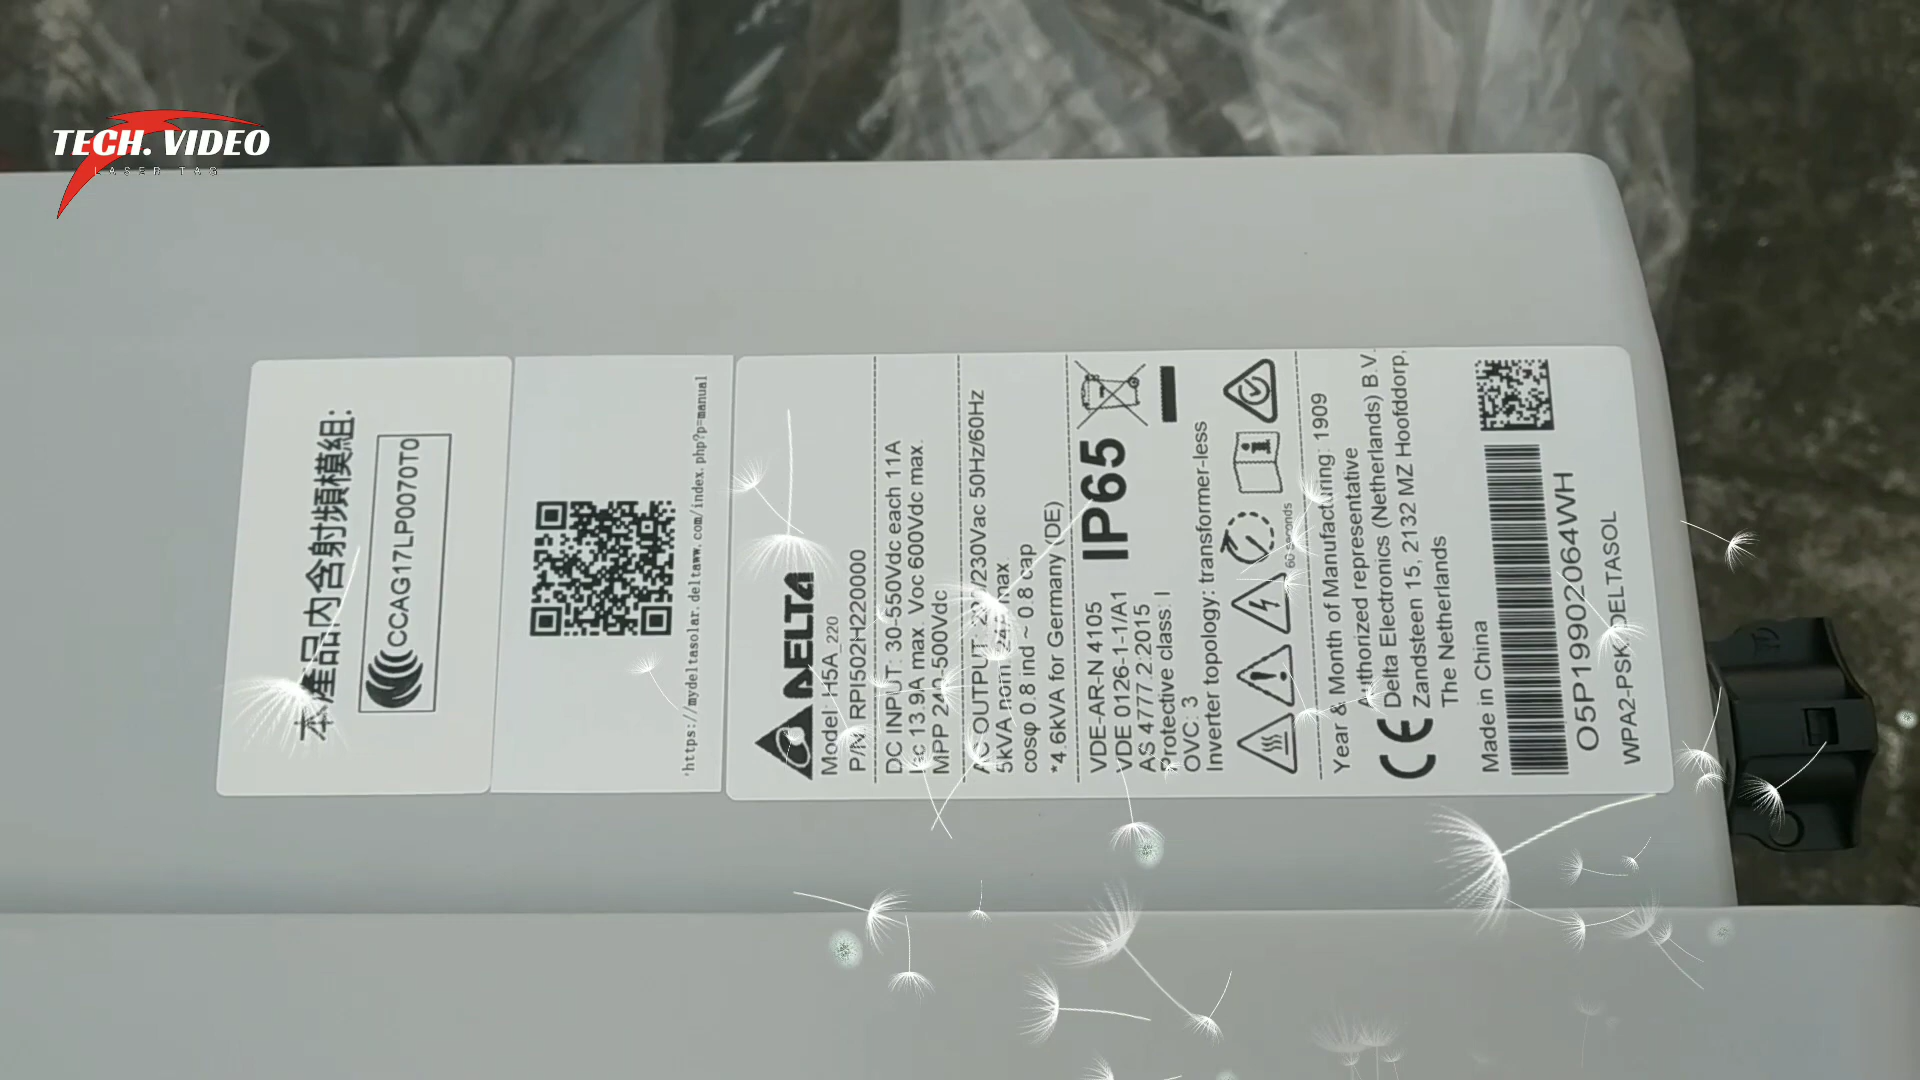 TECH. VIDEO
LASER TAG
本產品內含射頻模組:
CCAG17LP0070T0
https://mydeltasolar.deltaww.com/index.php?p=manual
DELTA
Model: H5A_220
P/N: RPI502H220000
DC INPUT: 30-550Vdc each 11A
Isc 13.9A max. Voc 600Vdc max.
MPP 240-500Vdc
AC OUTPUT: 220/230Vac 50Hz/60Hz
5kVA nom. 24A max.
cosφ 0.8 ind ~ 0.8 cap
*4.6kVA for Germany (DE)
VDE-AR-N 4105
VDE 0126-1-1/A1
AS 4777.2:2015
IP65
Protective class: I
OVC: 3
Inverter topology: transformer-less
60 seconds
Year & Month of Manufacturing: 1909
Authorized representative
CE Delta Electronics (Netherlands) B.V.
Zandsteen 15, 2132 MZ Hoofddorp,
The Netherlands
Made in China
O5P19902064WH
WPA2-PSK:DELTASOL